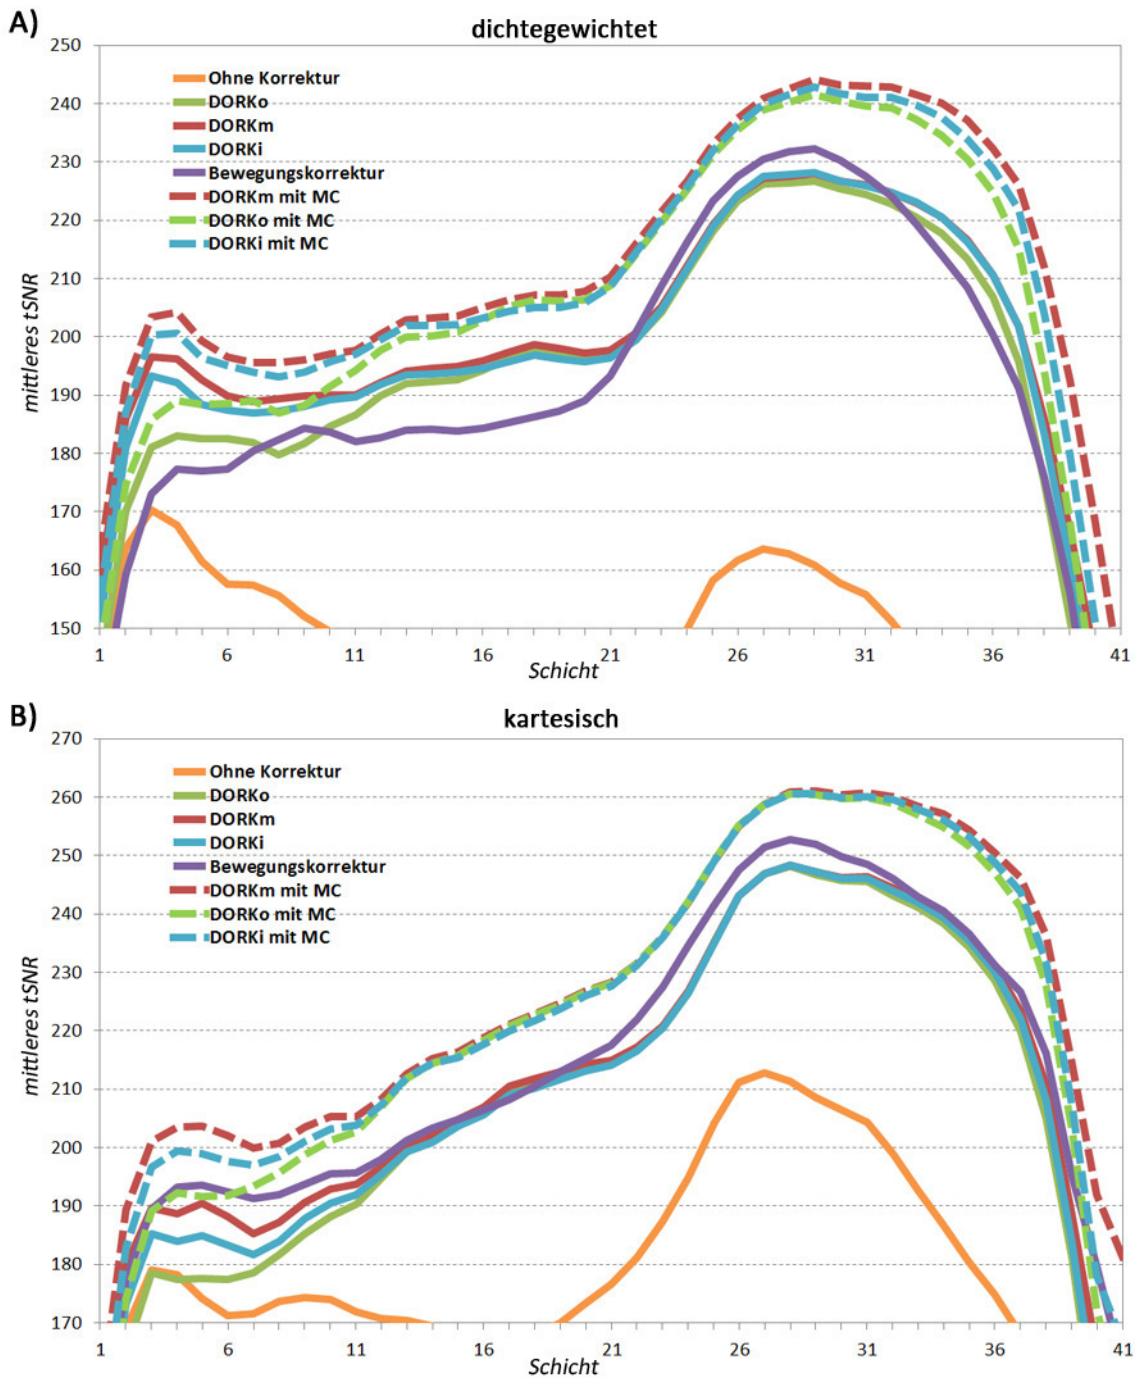 A)
dichtegewichtet
250
240
230
220
210
200
190
180
170
160
150
mittleres tSNR
Ohne Korrektur
DORKo
DORKm
DORKi
Bewegungskorrektur
DORKm mit MC
DORKo mit MC
DORKi mit MC
1 6 11 16 21 26 31 36 41
Schicht
B)
kartesisch
270
260
250
240
230
220
210
200
190
180
170
mittleres tSNR
Ohne Korrektur
DORKo
DORKm
DORKi
Bewegungskorrektur
DORKm mit MC
DORKo mit MC
DORKi mit MC
1 6 11 16 21 26 31 36 41
Schicht